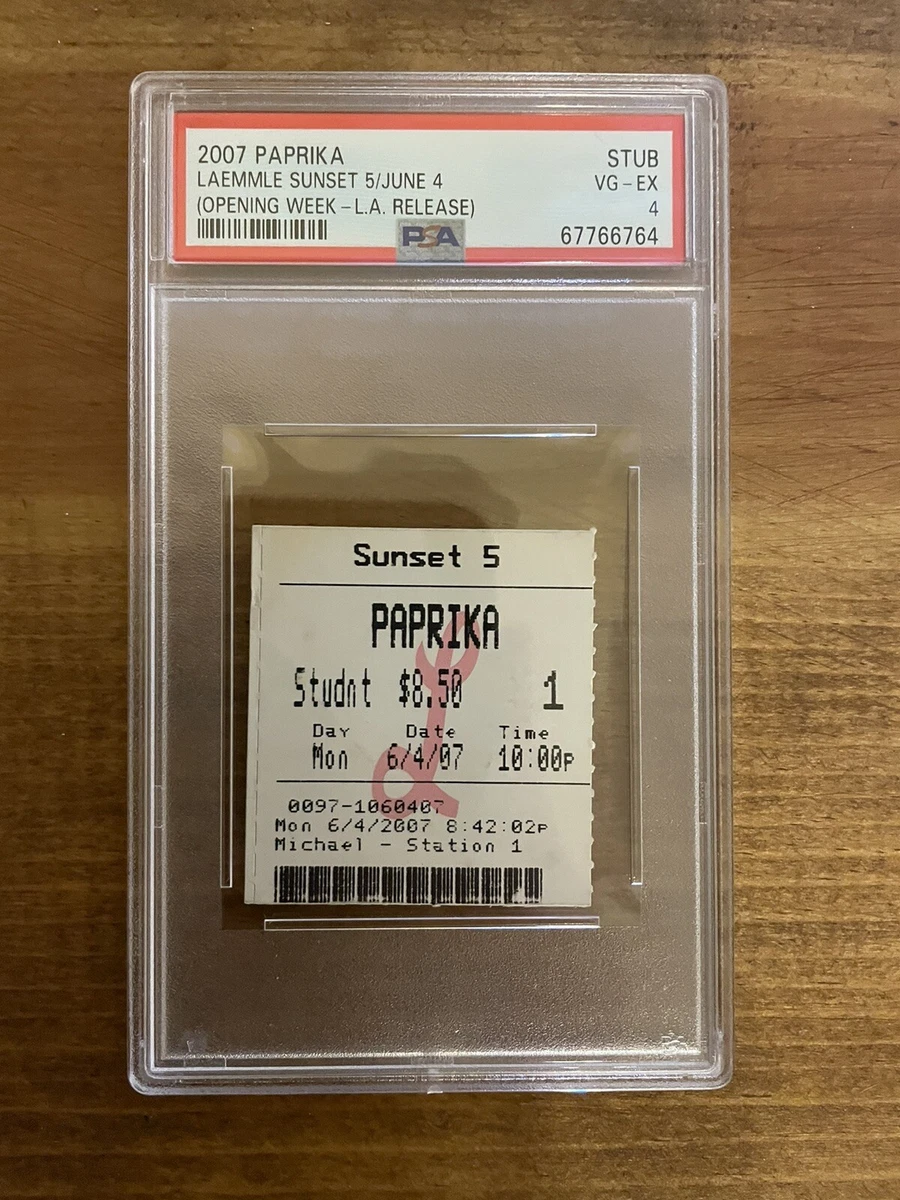 2007 PAPRIKA STUB
LAEMMLE SUNSET 5/JUNE 4 VG-EX
(OPENING WEEK-L.A. RELEASE) 4
PSA 67766764
Sunset 5
PAPRIKA
Studnt $8.50 1
Day Date Time
Mon 6/4/07 10:00P
0097-1060407
Mon 6/4/2007 8:42:02P
Michael - Station 1